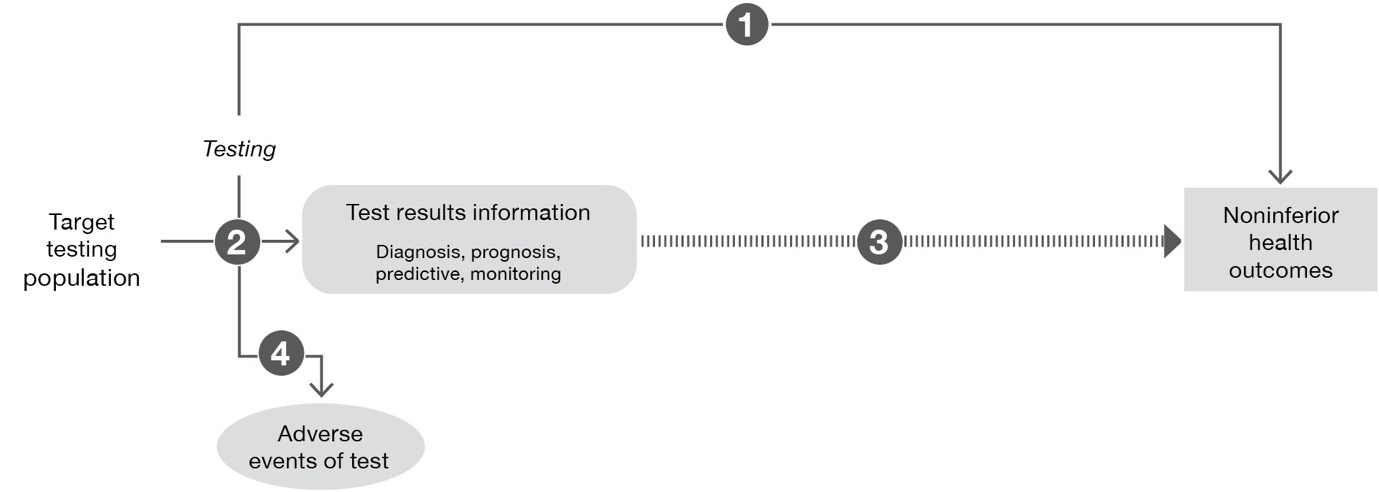 1
Testing
Target
testing
population
2
Test results information
Diagnosis, prognosis,
predictive, monitoring
3
Noninferior
health
outcomes
4
Adverse
events of test